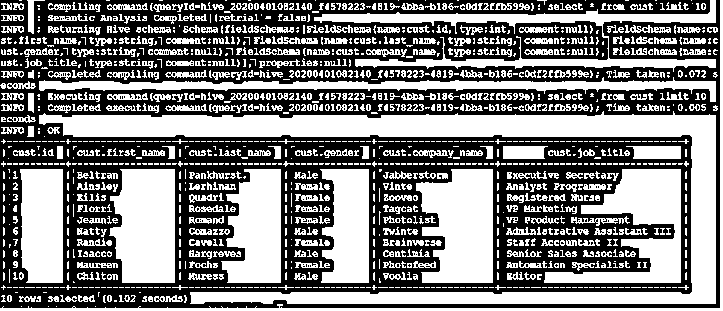 INFO : Compiling command(queryId=hive_20200401082140_f4578223-4819-4bba-b186-c0df2ffb599e): select * from cust limit 10
INFO : Semantic Analysis Completed (retrial = false)
INFO : Returning Hive schema: Schema(fieldSchemas:[FieldSchema(name:cust.id, type:int, comment:null), FieldSchema(name:cu
st.first_name, type:string, comment:null), FieldSchema(name:cust.last_name, type:string, comment:null), FieldSchema(name:c
ust.gender, type:string, comment:null), FieldSchema(name:cust.company_name, type:string, comment:null), FieldSchema(name:c
ust.job_title, type:string, comment:null)], properties:null)
INFO : Completed compiling command(queryId=hive_20200401082140_f4578223-4819-4bba-b186-c0df2ffb599e); Time taken: 0.072 s
econds
INFO : Executing command(queryId=hive_20200401082140_f4578223-4819-4bba-b186-c0df2ffb599e): select * from cust limit 10
INFO : Completed executing command(queryId=hive_20200401082140_f4578223-4819-4bba-b186-c0df2ffb599e); Time taken: 0.005 s
econds
INFO : OK
| cust.id | cust.first_name | cust.last_name | cust.gender | cust.company_name | cust.job_title |
| 1 | Beltran | Pankhurst. | Male | Jabberstorm | Executive Secretary |
| 2 | Ainsley | Lerhinan | Female | Vinte | Analyst Programmer |
| 3 | Eilis | Quadri | Female | Zooveo | Registered Nurse |
| 4 | Florri | Rosedale | Female | Tagcat | VP Marketing |
| 5 | Jeannie | Romand | Female | Photolist | VP Product Management |
| 6 | Natty | Comazzo | Male | Twinte | Administrative Assistant III |
| 7 | Randie | Cavell | Female | Brainverse | Staff Accountant II |
| 8 | Isacco | Hargreves | Male | Centimia | Senior Sales Associate |
| 9 | Maureen | Fochs | Female | Photofeed | Automation Specialist II |
| 10 | Chilton | Muress | Male | Voolia | Editor |
10 rows selected (0.102 seconds)